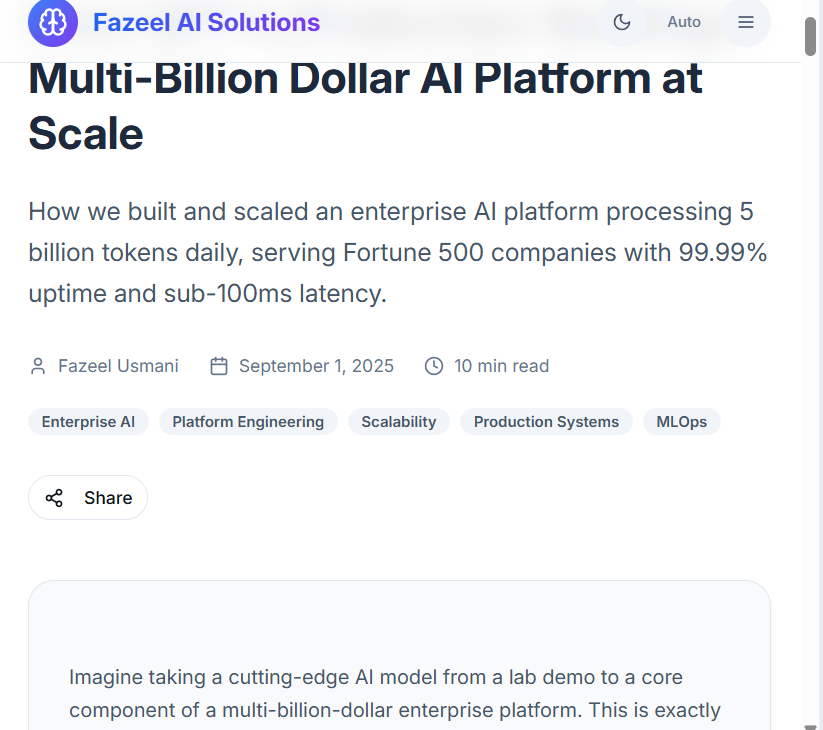 Fazeel AI Solutions
Auto
Multi-Billion Dollar AI Platform at
Scale
How we built and scaled an enterprise AI platform processing 5
billion tokens daily, serving Fortune 500 companies with 99.99%
uptime and sub-100ms latency.
Fazeel Usmani September 1, 2025 10 min read
Enterprise AI Platform Engineering Scalability Production Systems MLOps
Share
Imagine taking a cutting-edge AI model from a lab demo to a core
component of a multi-billion-dollar enterprise platform. This is exactly